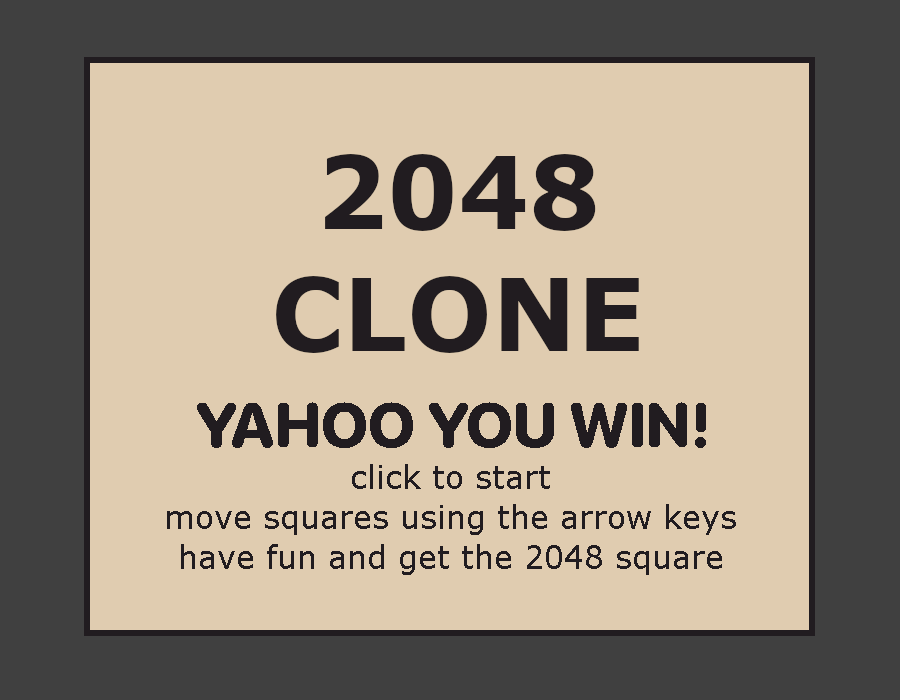 2048
CLONE
YAHOO YOU WIN!
click to start
move squares using the arrow keys
have fun and get the 2048 square